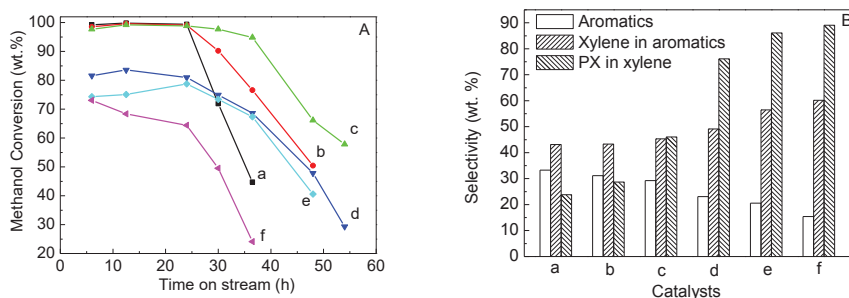 A
Methanol Conversion (wt.%)
100
90
80
70
60
50
40
30
20
0 10 20 30 40 50 60
Time on stream (h)
a
b
c
d
e
f
B
Selectivity (wt. %)
90
80
70
60
50
40
30
20
10
0
Aromatics
Xylene in aromatics
PX in xylene
a b c d e f
Catalysts